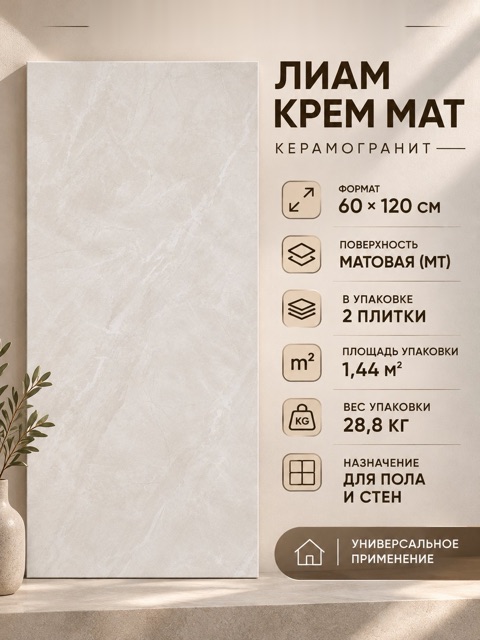 ЛИАМ
КРЕМ МАТ
КЕРАМОГРАНИТ
ФОРМАТ
60 × 120 СМ
ПОВЕРХНОСТЬ
МАТОВАЯ (МТ)
В УПАКОВКЕ
2 ПЛИТКИ
m²
ПЛОЩАДЬ УПАКОВКИ
1,44 м²
KG
ВЕС УПАКОВКИ
28,8 КГ
НАЗНАЧЕНИЕ
ДЛЯ ПОЛА
И СТЕН
УНИВЕРСАЛЬНОЕ
ПРИМЕНЕНИЕ